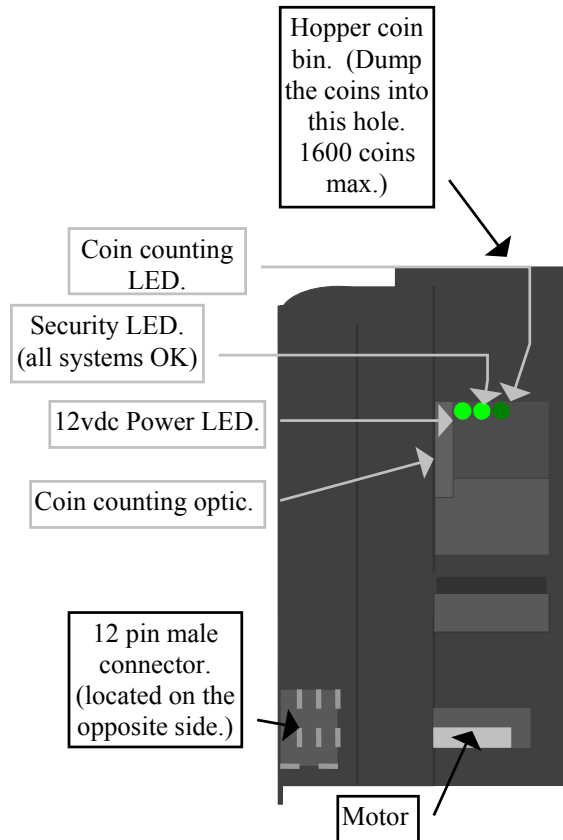 Hopper coin
bin.  (Dump
the coins into
this hole.
1600 coins
max.)
Coin counting
LED.
Security LED.
(all systems OK)
12vdc Power LED.
Coin counting optic.
12 pin male
connector.
(located on the
opposite side.)
Motor